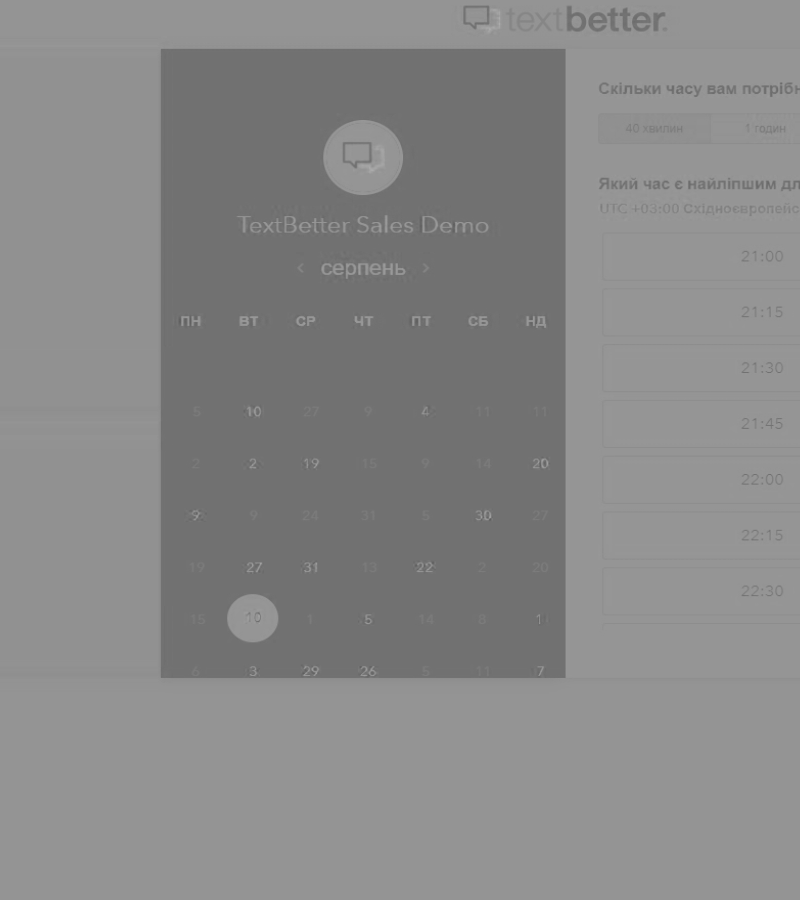 textbetter.
TextBetter Sales Demo
‹ серпень ›
ПН ВТ СР ЧТ ПТ СБ НД
5 10 27 9 4 11 11
2 2 19 15 9 14 20
9 9 24 31 5 30 27
19 27 31 13 22 2 20
15 10 1 5 14 8 1
6 3 29 26 5 11 7
Скільки часу вам потрібн
40 хвилин 1 годин
Який час є найліпшим дл
UTC +03:00 Східноєвропейс
21:00
21:15
21:30
21:45
22:00
22:15
22:30